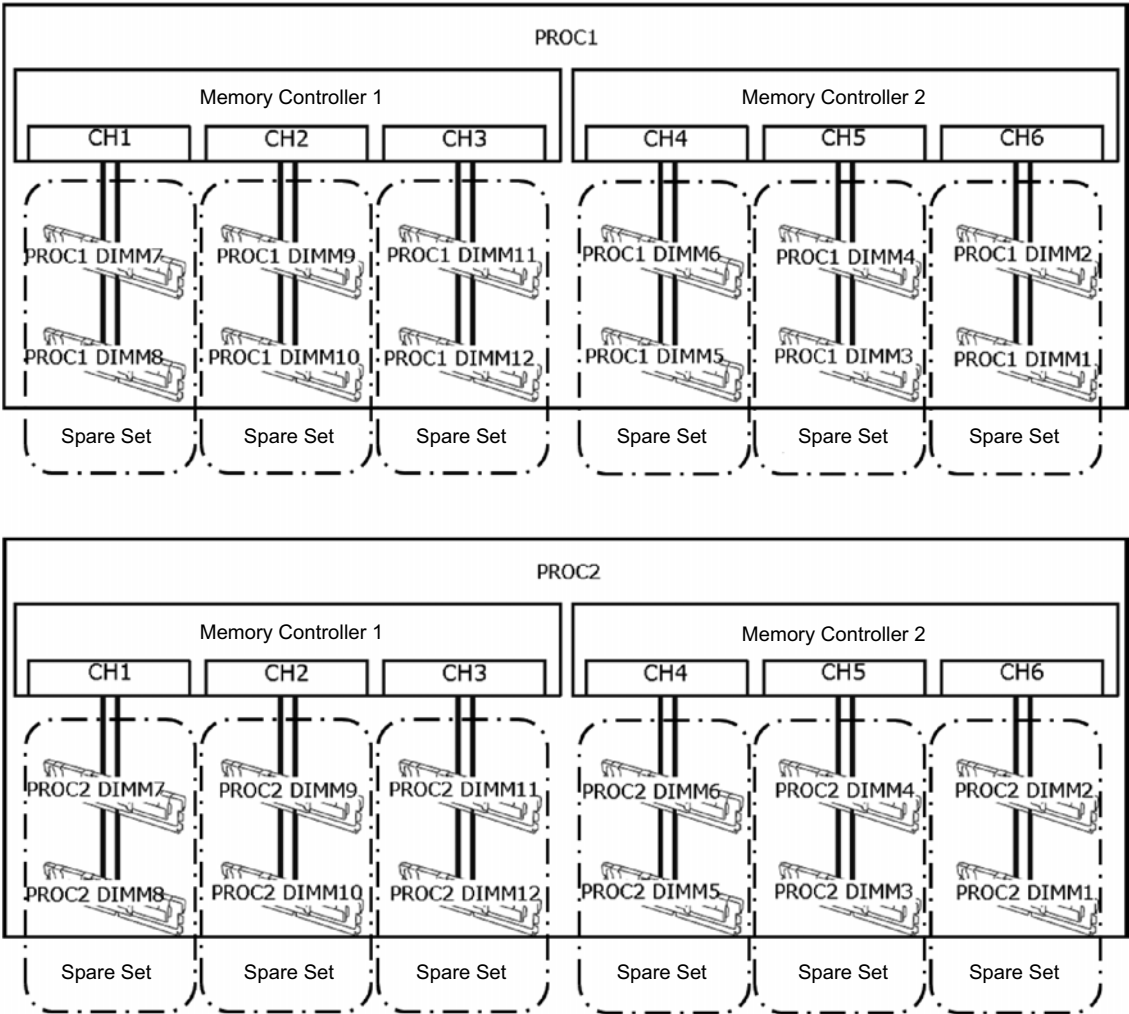 PROC1
Memory Controller 1 Memory Controller 2
CH1 CH2 CH3 CH4 CH5 CH6
PROC1 DIMM7 PROC1 DIMM9 PROC1 DIMM11 PROC1 DIMM6 PROC1 DIMM4 PROC1 DIMM2
PROC1 DIMM8 PROC1 DIMM10 PROC1 DIMM12 PROC1 DIMM5 PROC1 DIMM3 PROC1 DIMM1
Spare Set Spare Set Spare Set Spare Set Spare Set Spare Set
PROC2
Memory Controller 1 Memory Controller 2
CH1 CH2 CH3 CH4 CH5 CH6
PROC2 DIMM7 PROC2 DIMM9 PROC2 DIMM11 PROC2 DIMM6 PROC2 DIMM4 PROC2 DIMM2
PROC2 DIMM8 PROC2 DIMM10 PROC2 DIMM12 PROC2 DIMM5 PROC2 DIMM3 PROC2 DIMM1
Spare Set Spare Set Spare Set Spare Set Spare Set Spare Set